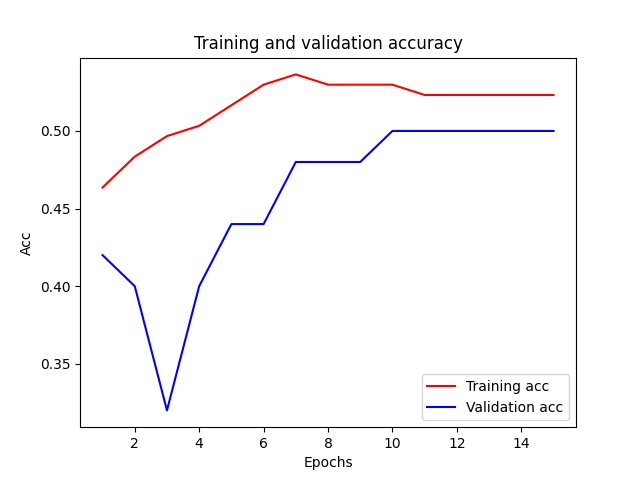 Training and validation accuracy
Acc
0.50
0.45
0.40
0.35
2 4 6 8 10 12 14
Epochs
Training acc
Validation acc